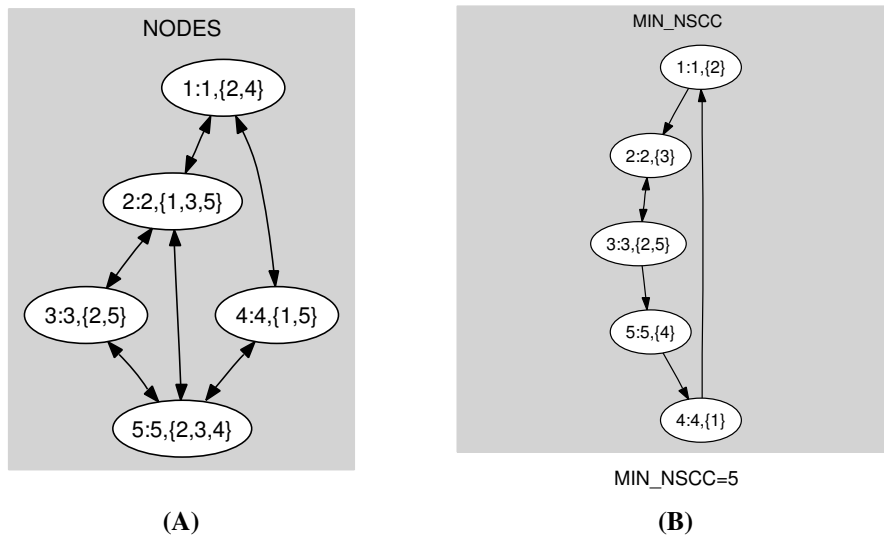 NODES
1:1,{2,4}
2:2,{1,3,5}
3:3,{2,5}
4:4,{1,5}
5:5,{2,3,4}
(A)
MIN_NSCC
1:1,{2}
2:2,{3}
3:3,{2,5}
5:5,{4}
4:4,{1}
MIN_NSCC=5
(B)